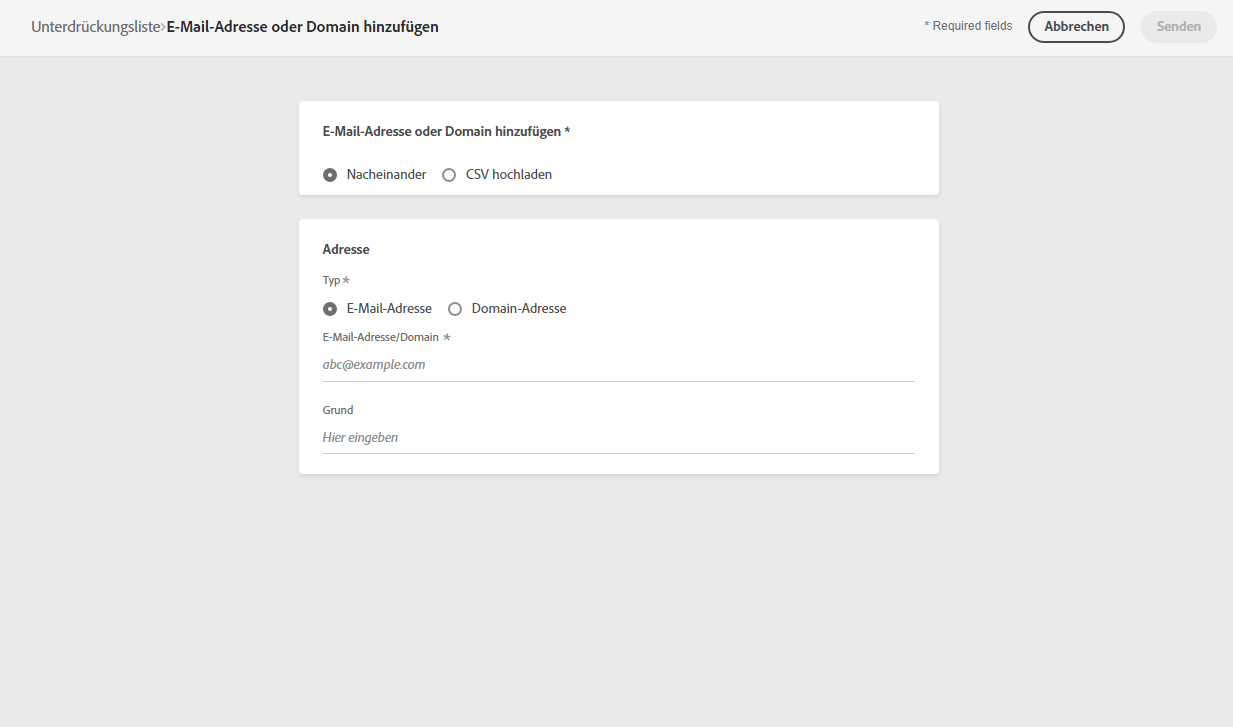 Unterdrückungsliste›E-Mail-Adresse oder Domain hinzufügen
* Required fields
Abbrechen
Senden
E-Mail-Adresse oder Domain hinzufügen *
Nacheinander
CSV hochladen
Adresse
Typ *
E-Mail-Adresse
Domain-Adresse
E-Mail-Adresse/Domain *
abc@example.com
Grund
Hier eingeben